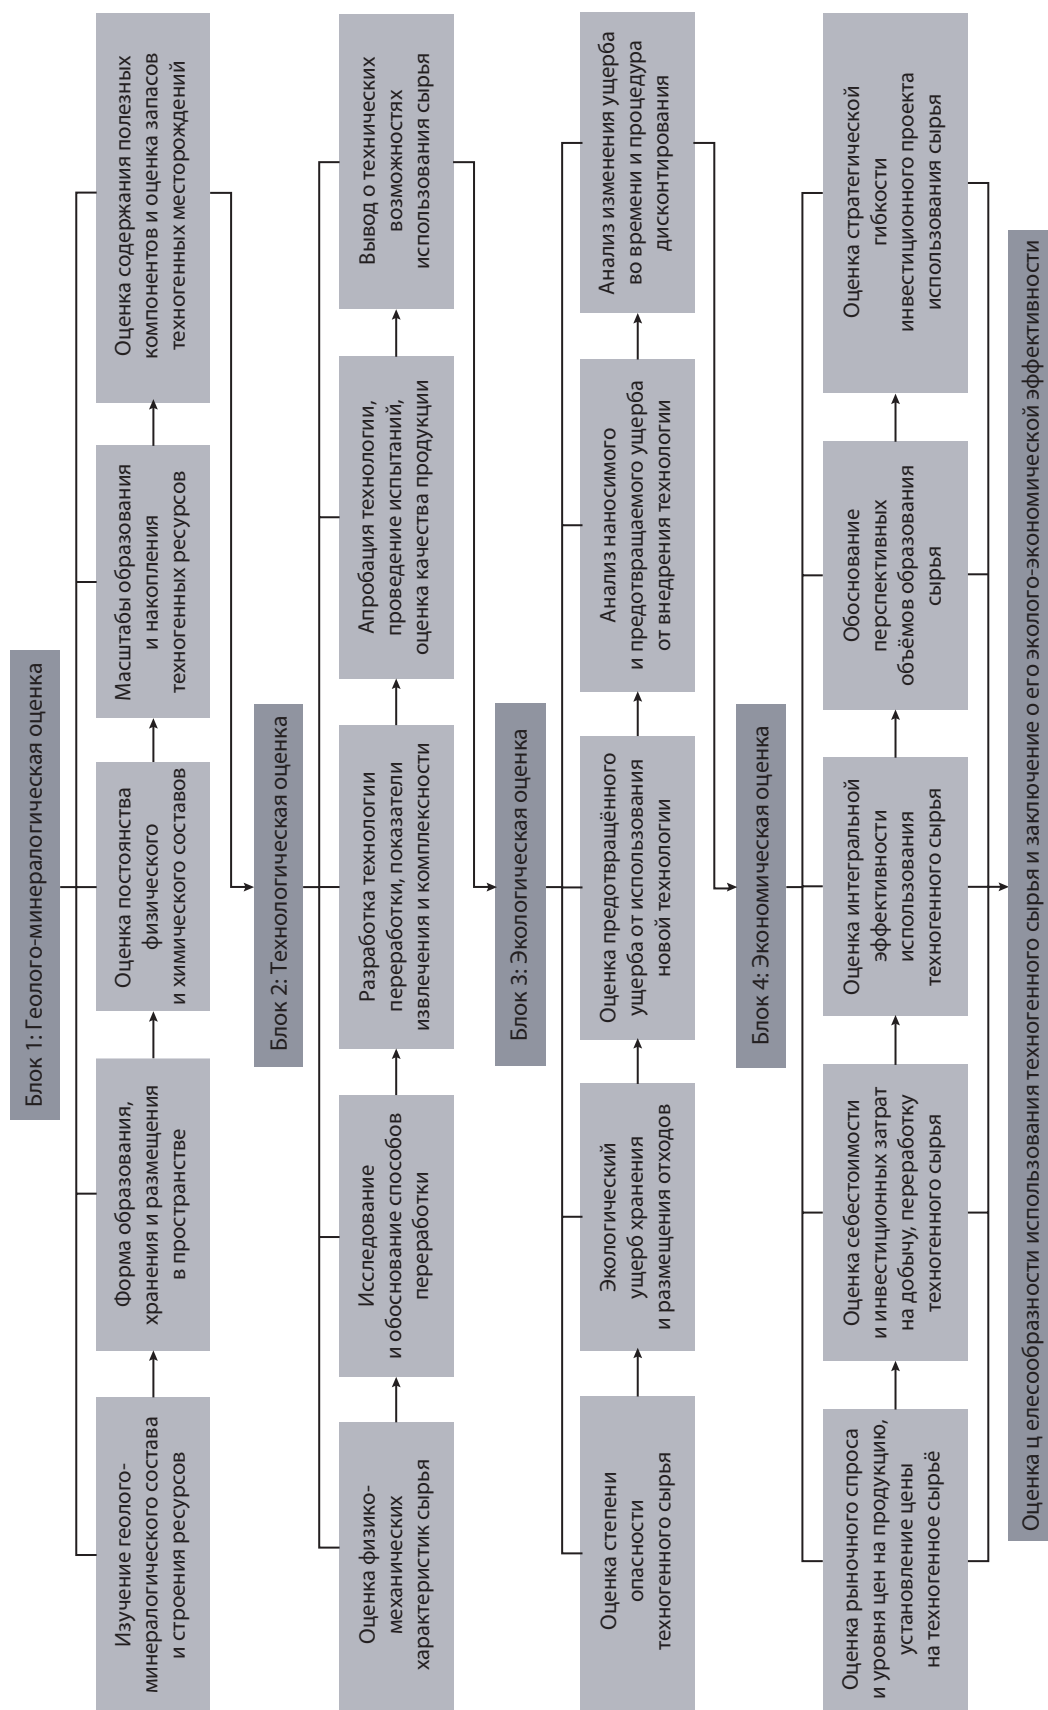 Блок 1: Геолого-минералогическая оценка
Изучение геолого-
минералогического состава
и строения ресурсов
Форма образования,
хранения и размещения
в пространстве
Оценка постоянства
физического
и химического составов
Масштабы образования
и накопления
техногенных ресурсов
Оценка содержания полезных
компонентов и оценка запасов
техногенных месторождений
Блок 2: Технологическая оценка
Оценка физико-
механических
характеристик сырья
Исследование
и обоснование способов
переработки
Разработка технологии
переработки, показатели
извлечения и комплексности
Апробация технологии,
проведение испытаний,
оценка качества продукции
Вывод о технических
возможностях
использования сырья
Блок 3: Экологическая оценка
Оценка степени
опасности
техногенного сырья
Экологический
ущерб хранения
и размещения отходов
Оценка предотвращённого
ущерба от использования
новой технологии
Анализ наносимого
и предотвращаемого ущерба
от внедрения технологии
Анализ изменения ущерба
во времени и процедура
дисконтирования
Блок 4: Экономическая оценка
Оценка рыночного спроса
и уровня цен на продукцию,
установление цены
на техногенное сырьё
Оценка себестоимости
и инвестиционных затрат
на добычу, переработку
техногенного сырья
Оценка интегральной
эффективности
использования
техногенного сырья
Обоснование
перспективных
объёмов образования
сырья
Оценка стратегической
гибкости
инвестиционного проекта
использования сырья
Оценка ц елесообразности использования техногенного сырья и заключение о его эколого-экономической эффективности